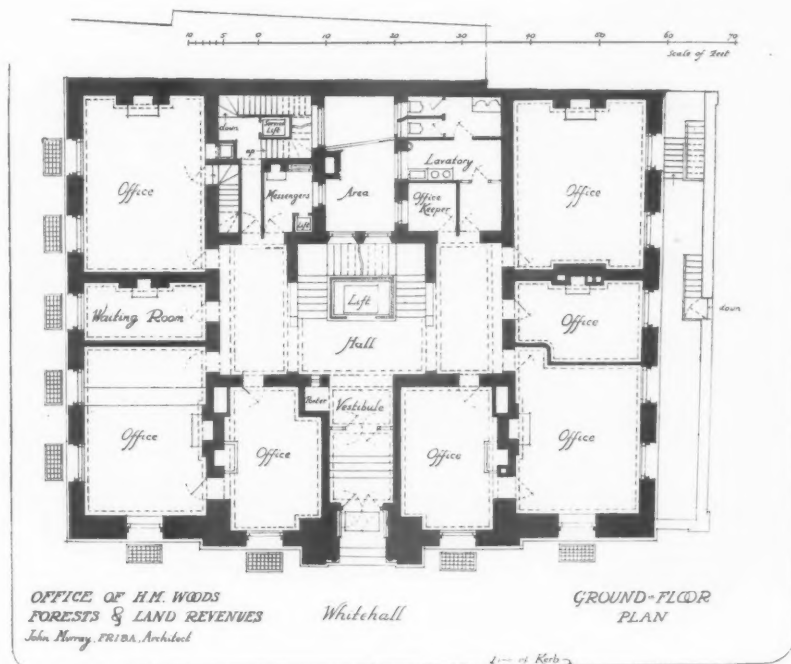 10 5 0 10 20 30 40 50 60 70
Scale of Feet
down
Service Lift
up
Office
Messengers
Lift
Area
Lavatory
Office Keeper
Office
Waiting Room
Lift
Hall
Office
down
Office
Office
Porter
Vestibule
Office
Office
OFFICE OF H.M. WOODS
FORESTS & LAND REVENUES
John Murray, F.R.I.B.A., Architect
Whitehall
GROUND-FLOOR
PLAN
Line of Kerb